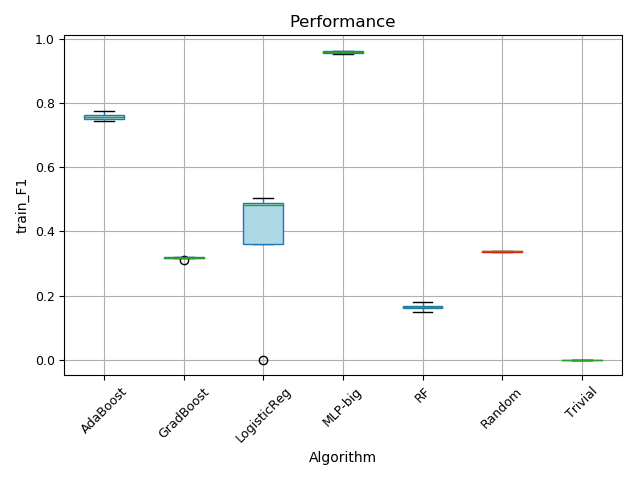 Performance
train_F1
1.0
0.8
0.6
0.4
0.2
0.0
AdaBoost
GradBoost
LogisticReg
MLP-big
RF
Random
Trivial
Algorithm